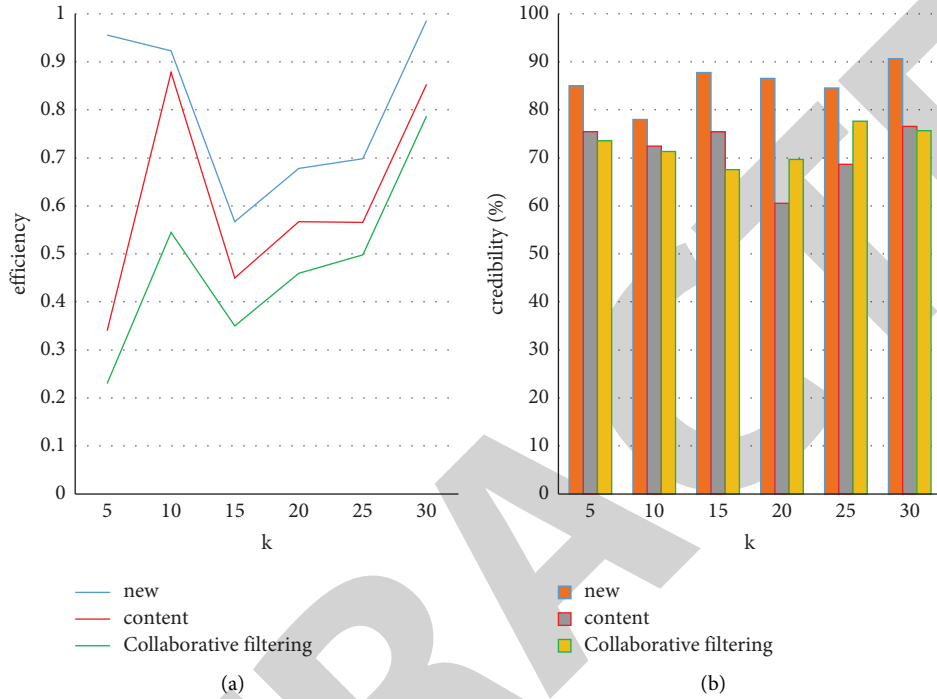 1
0.9
0.8
0.7
0.6
0.5
0.4
0.3
0.2
0.1
0
efficiency
5 10 15 20 25 30
k
new
content
Collaborative filtering
(a)
100
90
80
70
60
50
40
30
20
10
0
credibility (%)
5 10 15 20 25 30
k
new
content
Collaborative filtering
(b)
RACTE